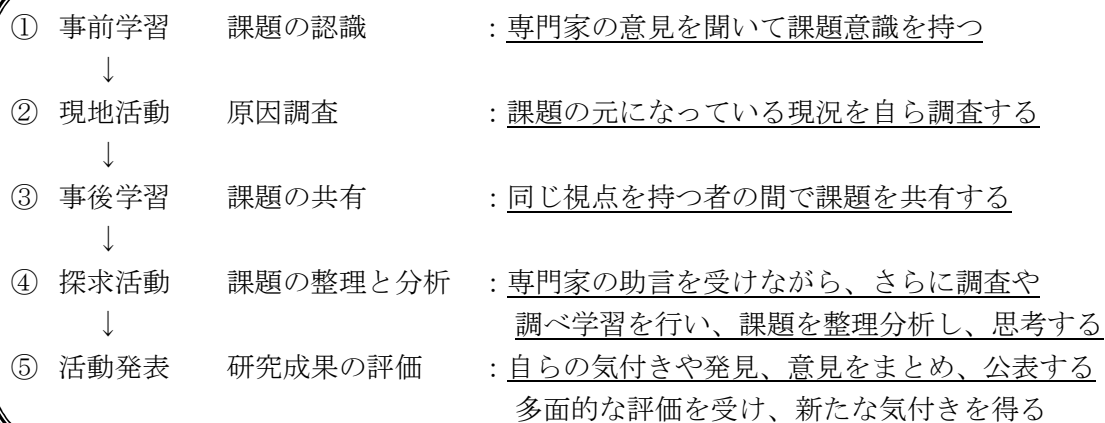 ① 事前学習 課題の認識 :専門家の意見を聞いて課題意識を持つ
↓
② 現地活動 原因調査 :課題の元になっている現況を自ら調査する
↓
③ 事後学習 課題の共有 :同じ視点を持つ者の間で課題を共有する
↓
④ 探求活動 課題の整理と分析 :専門家の助言を受けながら、さらに調査や
↓ 調べ学習を行い、課題を整理分析し、思考する
⑤ 活動発表 研究成果の評価 :自らの気付きや発見、意見をまとめ、公表する
多面的な評価を受け、新たな気付きを得る